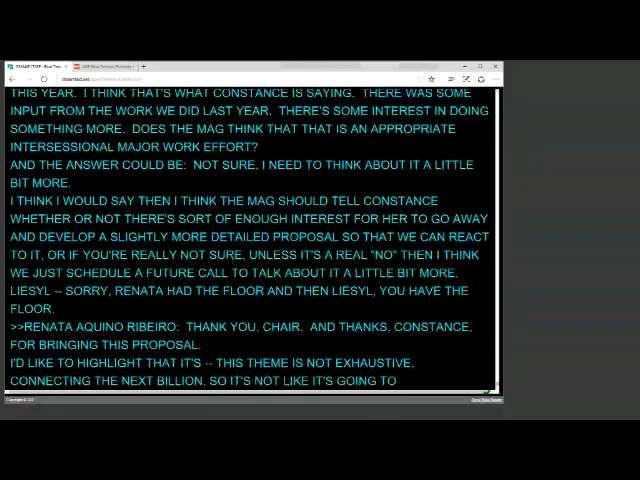 THIS YEAR.  I THINK THAT'S WHAT CONSTANCE IS SAYING.  THERE WAS SOME
INPUT FROM THE WORK WE DID LAST YEAR.  THERE'S SOME INTEREST IN DOING
SOMETHING MORE.  DOES THE MAG THINK THAT THAT IS AN APPROPRIATE
INTERSESSIONAL MAJOR WORK EFFORT?
AND THE ANSWER COULD BE:  NOT SURE, I NEED TO THINK ABOUT IT A LITTLE
BIT MORE.
I THINK I WOULD SAY THEN I THINK THE MAG SHOULD TELL CONSTANCE
WHETHER OR NOT THERE'S SORT OF ENOUGH INTEREST FOR HER TO GO AWAY
AND DEVELOP A SLIGHTLY MORE DETAILED PROPOSAL SO THAT WE CAN REACT
TO IT, OR IF YOU'RE REALLY NOT SURE, UNLESS IT'S A REAL "NO" THEN I THINK
WE JUST SCHEDULE A FUTURE CALL TO TALK ABOUT IT A LITTLE BIT MORE.
LIESYL -- SORRY, RENATA HAD THE FLOOR AND THEN LIESYL, YOU HAVE THE
FLOOR.
>>RENATA AQUINO RIBEIRO:  THANK YOU, CHAIR.  AND THANKS, CONSTANCE,
FOR BRINGING THIS PROPOSAL.
I'D LIKE TO HIGHLIGHT THAT IT'S -- THIS THEME IS NOT EXHAUSTIVE,
CONNECTING THE NEXT BILLION, SO IT'S NOT LIKE IT'S GOING TO